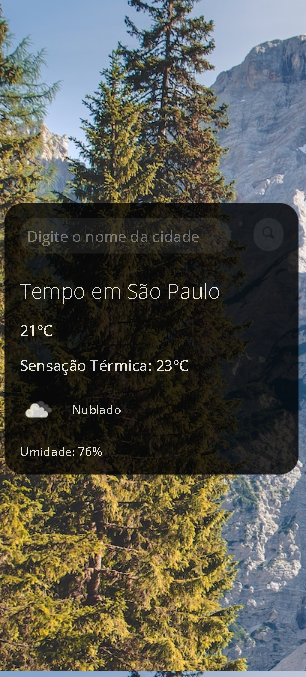 Digite o nome da cidade
Tempo em São Paulo
21°C
Sensação Térmica: 23°C
Nublado
Umidade: 76%